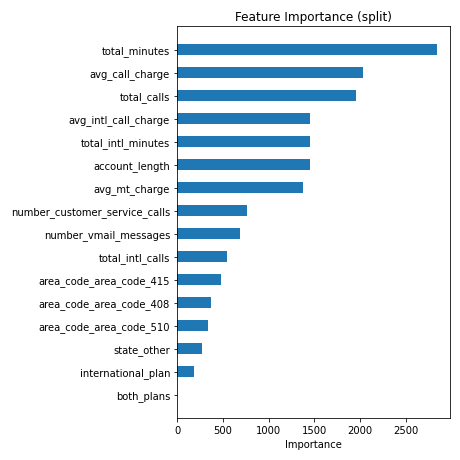 Feature Importance (split)
total_minutes
avg_call_charge
total_calls
avg_intl_call_charge
total_intl_minutes
account_length
avg_mt_charge
number_customer_service_calls
number_vmail_messages
total_intl_calls
area_code_area_code_415
area_code_area_code_408
area_code_area_code_510
state_other
international_plan
both_plans
0 500 1000 1500 2000 2500
Importance